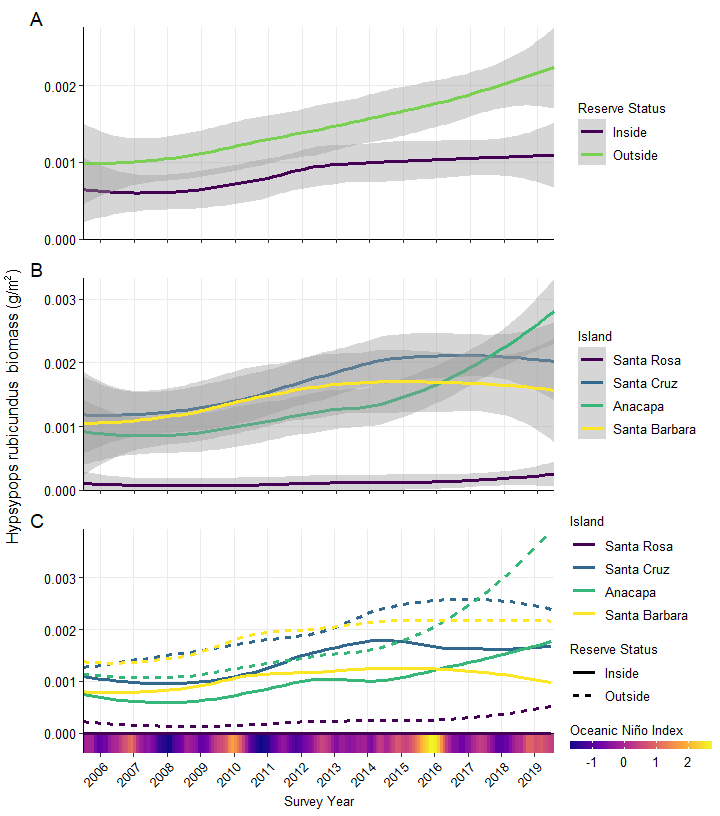 A
0.002
0.001
0.000
Reserve Status
Inside
Outside
B
0.003
0.002
0.001
0.000
Island
Santa Rosa
Santa Cruz
Anacapa
Santa Barbara
Hypsypops rubicundus biomass (g/m²)
C
0.003
0.002
0.001
0.000
2006 2007 2008 2009 2010 2011 2012 2013 2014 2015 2016 2017 2018 2019
Survey Year
Island
Santa Rosa
Santa Cruz
Anacapa
Santa Barbara
Reserve Status
Inside
Outside
Oceanic Niño Index
-1 0 1 2